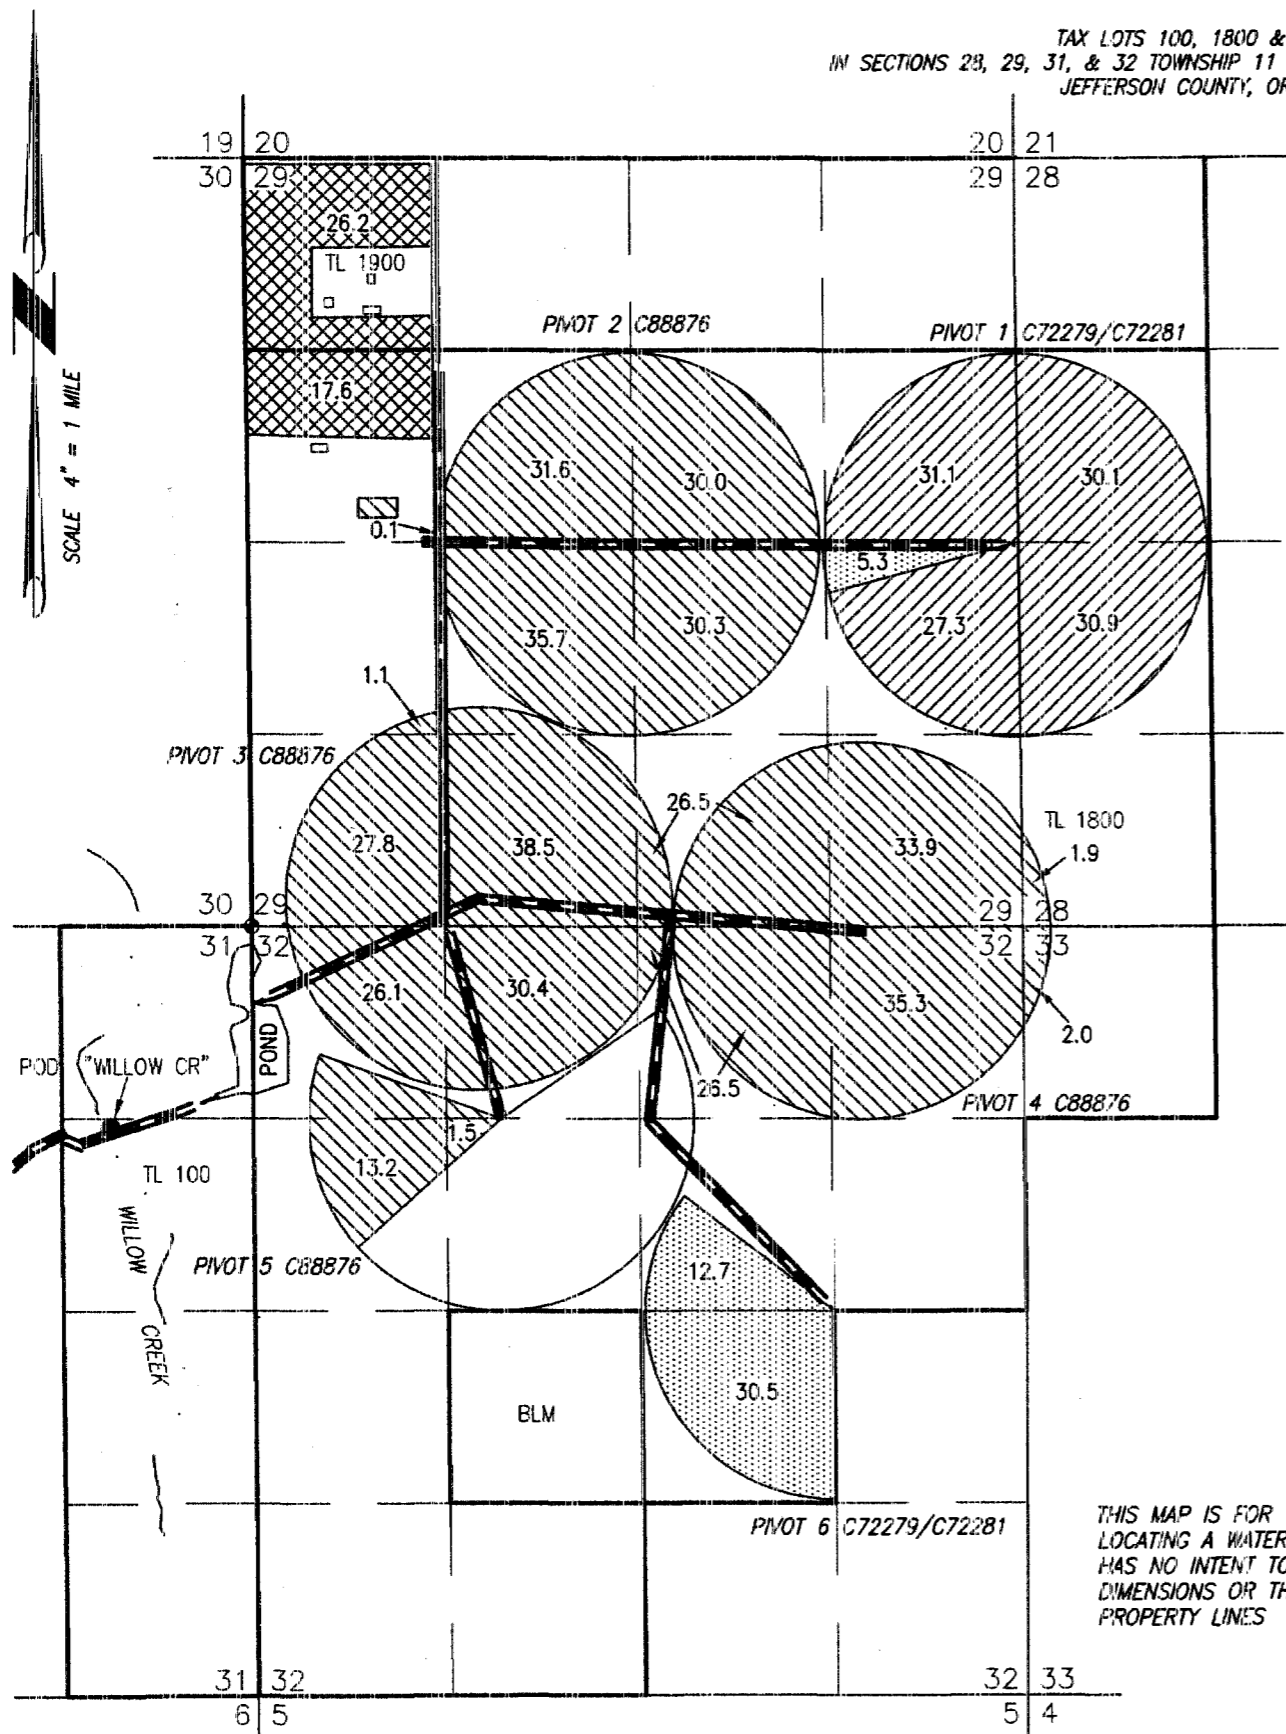 TAX LOTS 100, 1800 &
IN SECTIONS 28, 29, 31, & 32 TOWNSHIP 11
JEFFERSON COUNTY, OR
19 20
30 29
20 21
29 28
26.2
TL 1900
SCALE 4" = 1 MILE
PIVOT 2 C88876
PIVOT 1 C72279/C72281
17.6
31.6
30.0
31.1
30.1
0.1
5.3
35.7
30.3
27.3
30.9
1.1
PIVOT 3 C88876
26.5
TL 1800
1.9
27.8
38.5
33.9
30 29
31 32
29 28
32 33
26.1
30.4
35.3
2.0
POND
POD "WILLOW CR"
26.5
PIVOT 4 C88876
1.5
13.2
TL 100
WILLOW
CREEK
PIVOT 5 C88876
12.7
30.5
BLM
PIVOT 6 C72279/C72281
THIS MAP IS FOR
LOCATING A WATER
HAS NO INTENT TO
DIMENSIONS OR TH
PROPERTY LINES
31 32
6 5
32 33
5 4